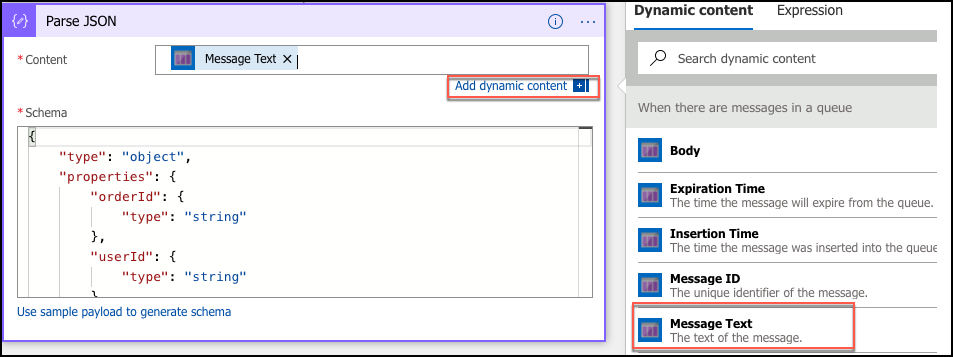 Parse JSON
* Content
Message Text ×
Add dynamic content
* Schema
{
"type": "object",
"properties": {
"orderId": {
"type": "string"
},
"userId": {
"type": "string"
}
Use sample payload to generate schema
Dynamic content
Expression
Search dynamic content
When there are messages in a queue
Body
Expiration Time
The time the message will expire from the queue.
Insertion Time
The time the message was inserted into the queue
Message ID
The unique identifier of the message.
Message Text
The text of the message.